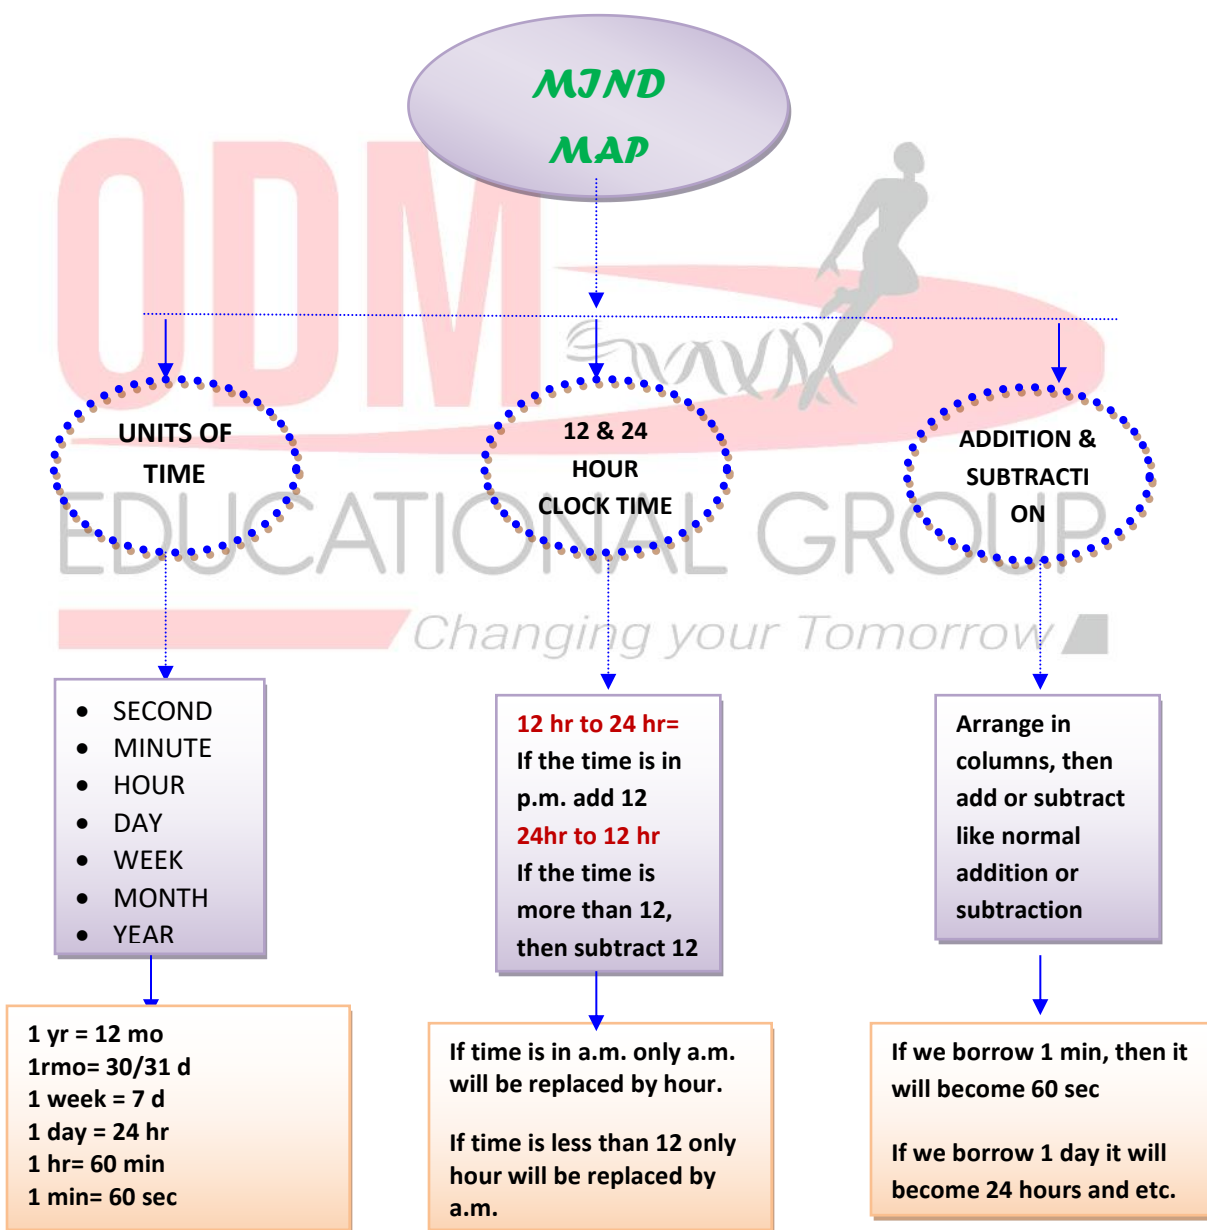 MIND
MAP
ODM
EDUCATIONAL GROUP
Changing your Tomorrow
UNITS OF
TIME
12 & 24
HOUR
CLOCK TIME
ADDITION &
SUBTRACTI
ON
• SECOND
• MINUTE
• HOUR
• DAY
• WEEK
• MONTH
• YEAR
12 hr to 24 hr=
If the time is in
p.m. add 12
24hr to 12 hr
If the time is
more than 12,
then subtract 12
Arrange in
columns, then
add or subtract
like normal
addition or
subtraction
1 yr = 12 mo
1rmo= 30/31 d
1 week = 7 d
1 day = 24 hr
1 hr= 60 min
1 min= 60 sec
If time is in a.m. only a.m.
will be replaced by hour.
If time is less than 12 only
hour will be replaced by
a.m.
If we borrow 1 min, then it
will become 60 sec
If we borrow 1 day it will
become 24 hours and etc.